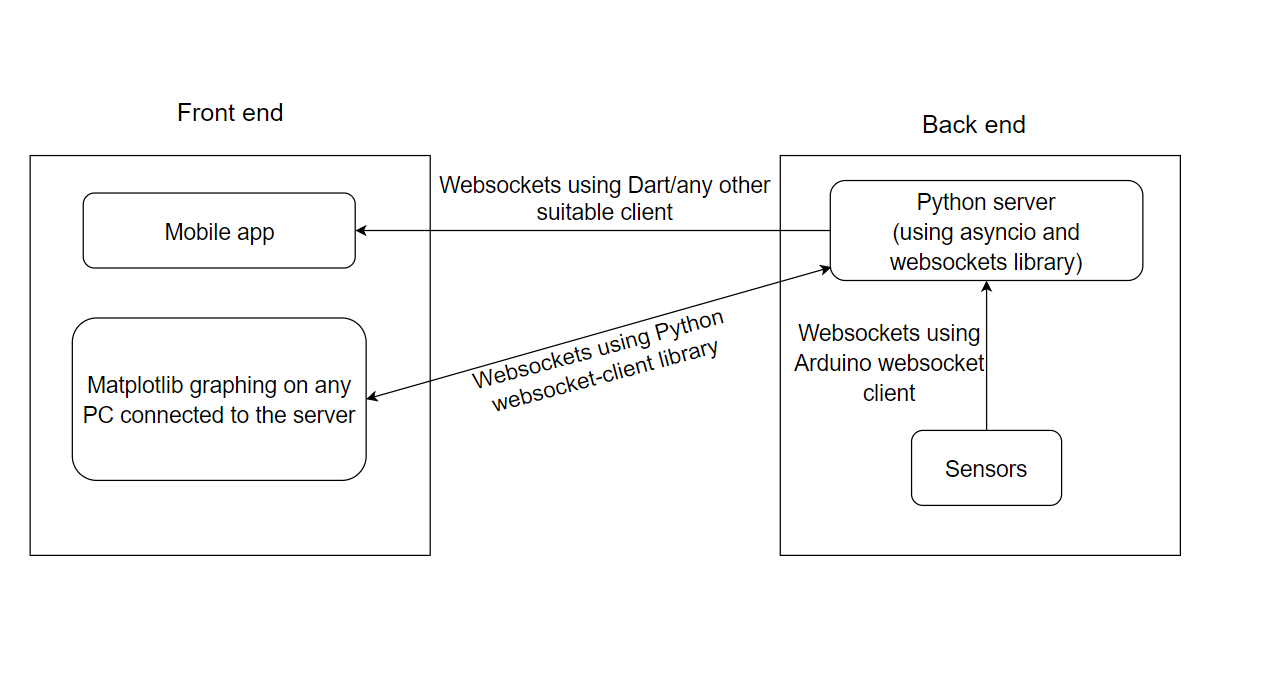 Front end
Back end
Websockets using Dart/any other
suitable client
Mobile app
Python server
(using asyncio and
websockets library)
Websockets using Python
websocket-client library
Websockets using
Arduino websocket
client
Matplotlib graphing on any
PC connected to the server
Sensors